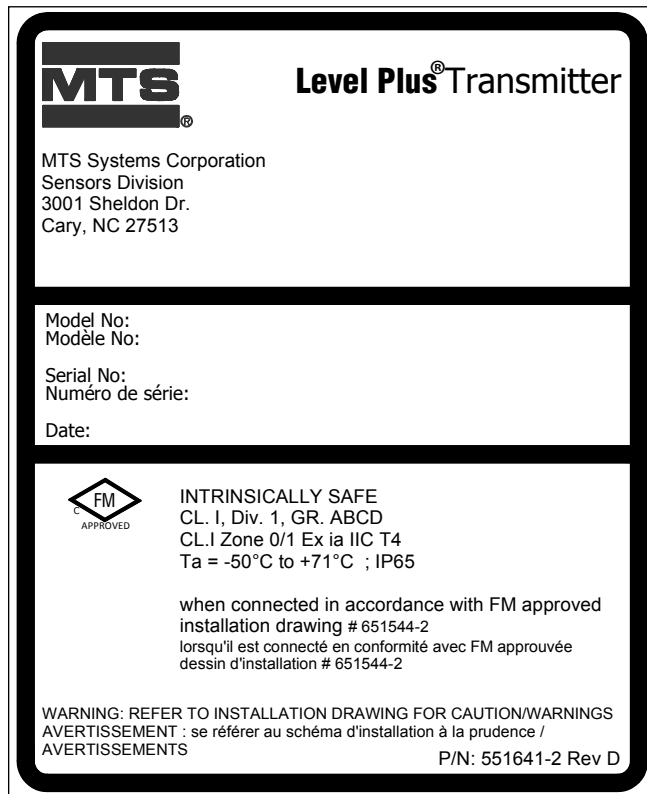 MTS
®
Level Plus® Transmitter
MTS Systems Corporation
Sensors Division
3001 Sheldon Dr.
Cary, NC 27513
Model No:
Modèle No:
Serial No:
Numéro de série:
Date:
FM
C
APPROVED
INTRINSICALLY SAFE
CL. I, Div. 1, GR. ABCD
CL.I Zone 0/1 Ex ia IIC T4
Ta = -50°C to +71°C ; IP65
when connected in accordance with FM approved
installation drawing # 651544-2
lorsqu'il est connecté en conformité avec FM approuvée
dessin d'installation # 651544-2
WARNING: REFER TO INSTALLATION DRAWING FOR CAUTION/WARNINGS
AVERTISSEMENT : se référer au schéma d'installation à la prudence /
AVERTISSEMENTS
P/N: 551641-2 Rev D